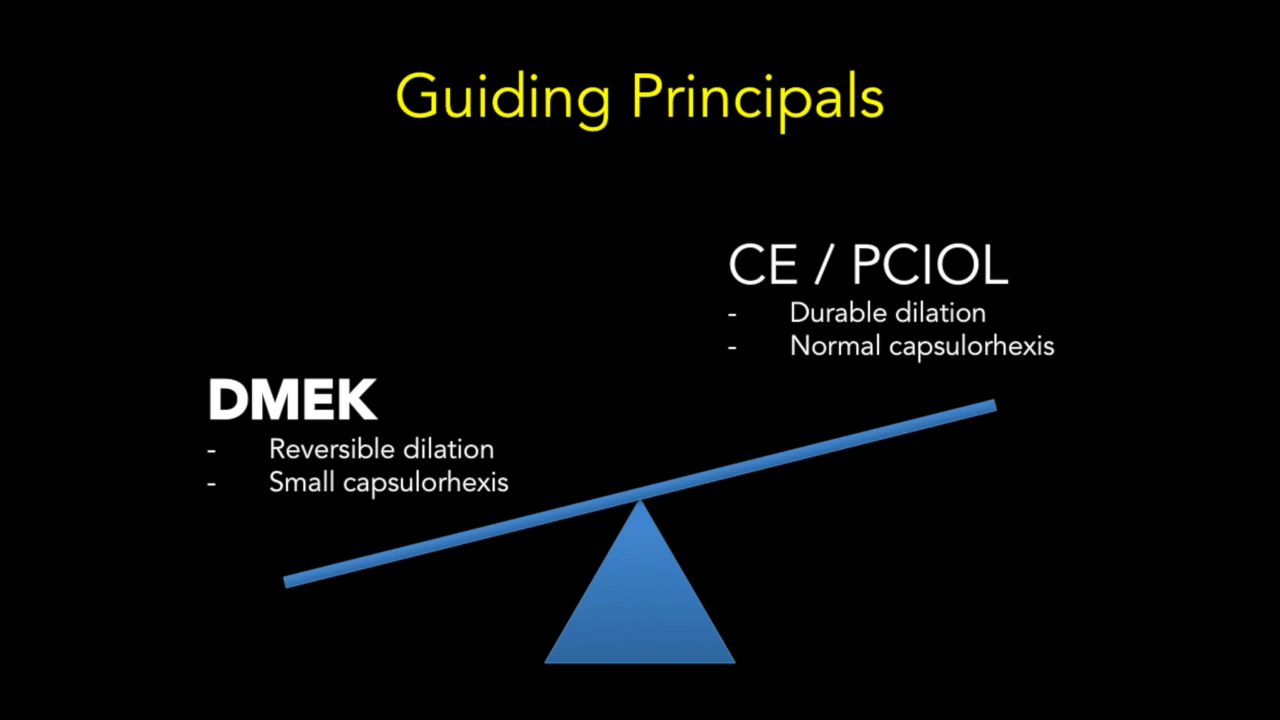 Guiding Principals
CE / PCIOL
- Durable dilation
- Normal capsulorhexis
DMEK
- Reversible dilation
- Small capsulorhexis